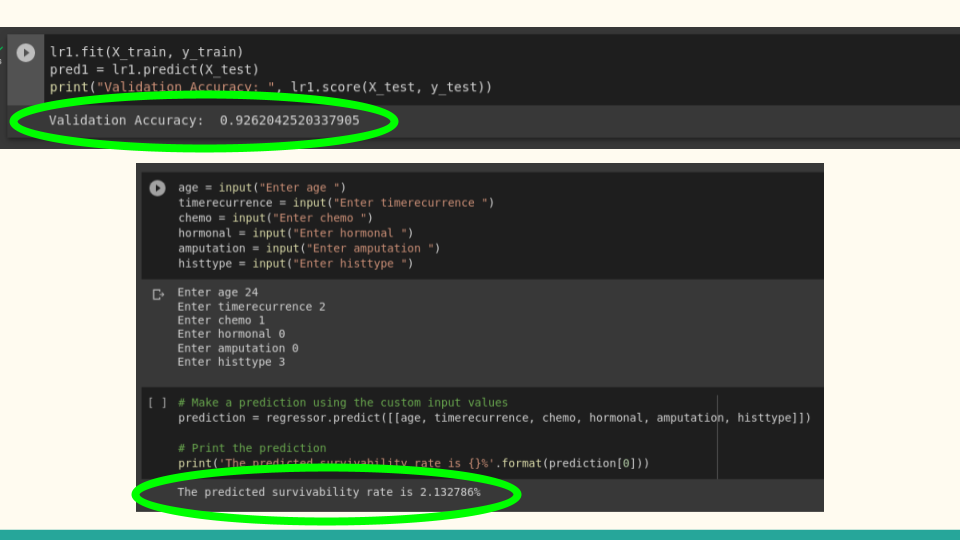 lr1.fit(X_train, y_train)
pred1 = lr1.predict(X_test)
print("Validation Accuracy: ", lr1.score(X_test, y_test))
Validation Accuracy:  0.9262042520337905
age = input("Enter age ")
timerecurrence = input("Enter timerecurrence ")
chemo = input("Enter chemo ")
hormonal = input("Enter hormonal ")
amputation = input("Enter amputation ")
histtype = input("Enter histtype ")
Enter age 24
Enter timerecurrence 2
Enter chemo 1
Enter hormonal 0
Enter amputation 0
Enter histtype 3
[ ] # Make a prediction using the custom input values
prediction = regressor.predict([[age, timerecurrence, chemo, hormonal, amputation, histtype]])
# Print the prediction
print('The predicted survivability rate is {}%'.format(prediction[0]))
The predicted survivability rate is 2.132786%